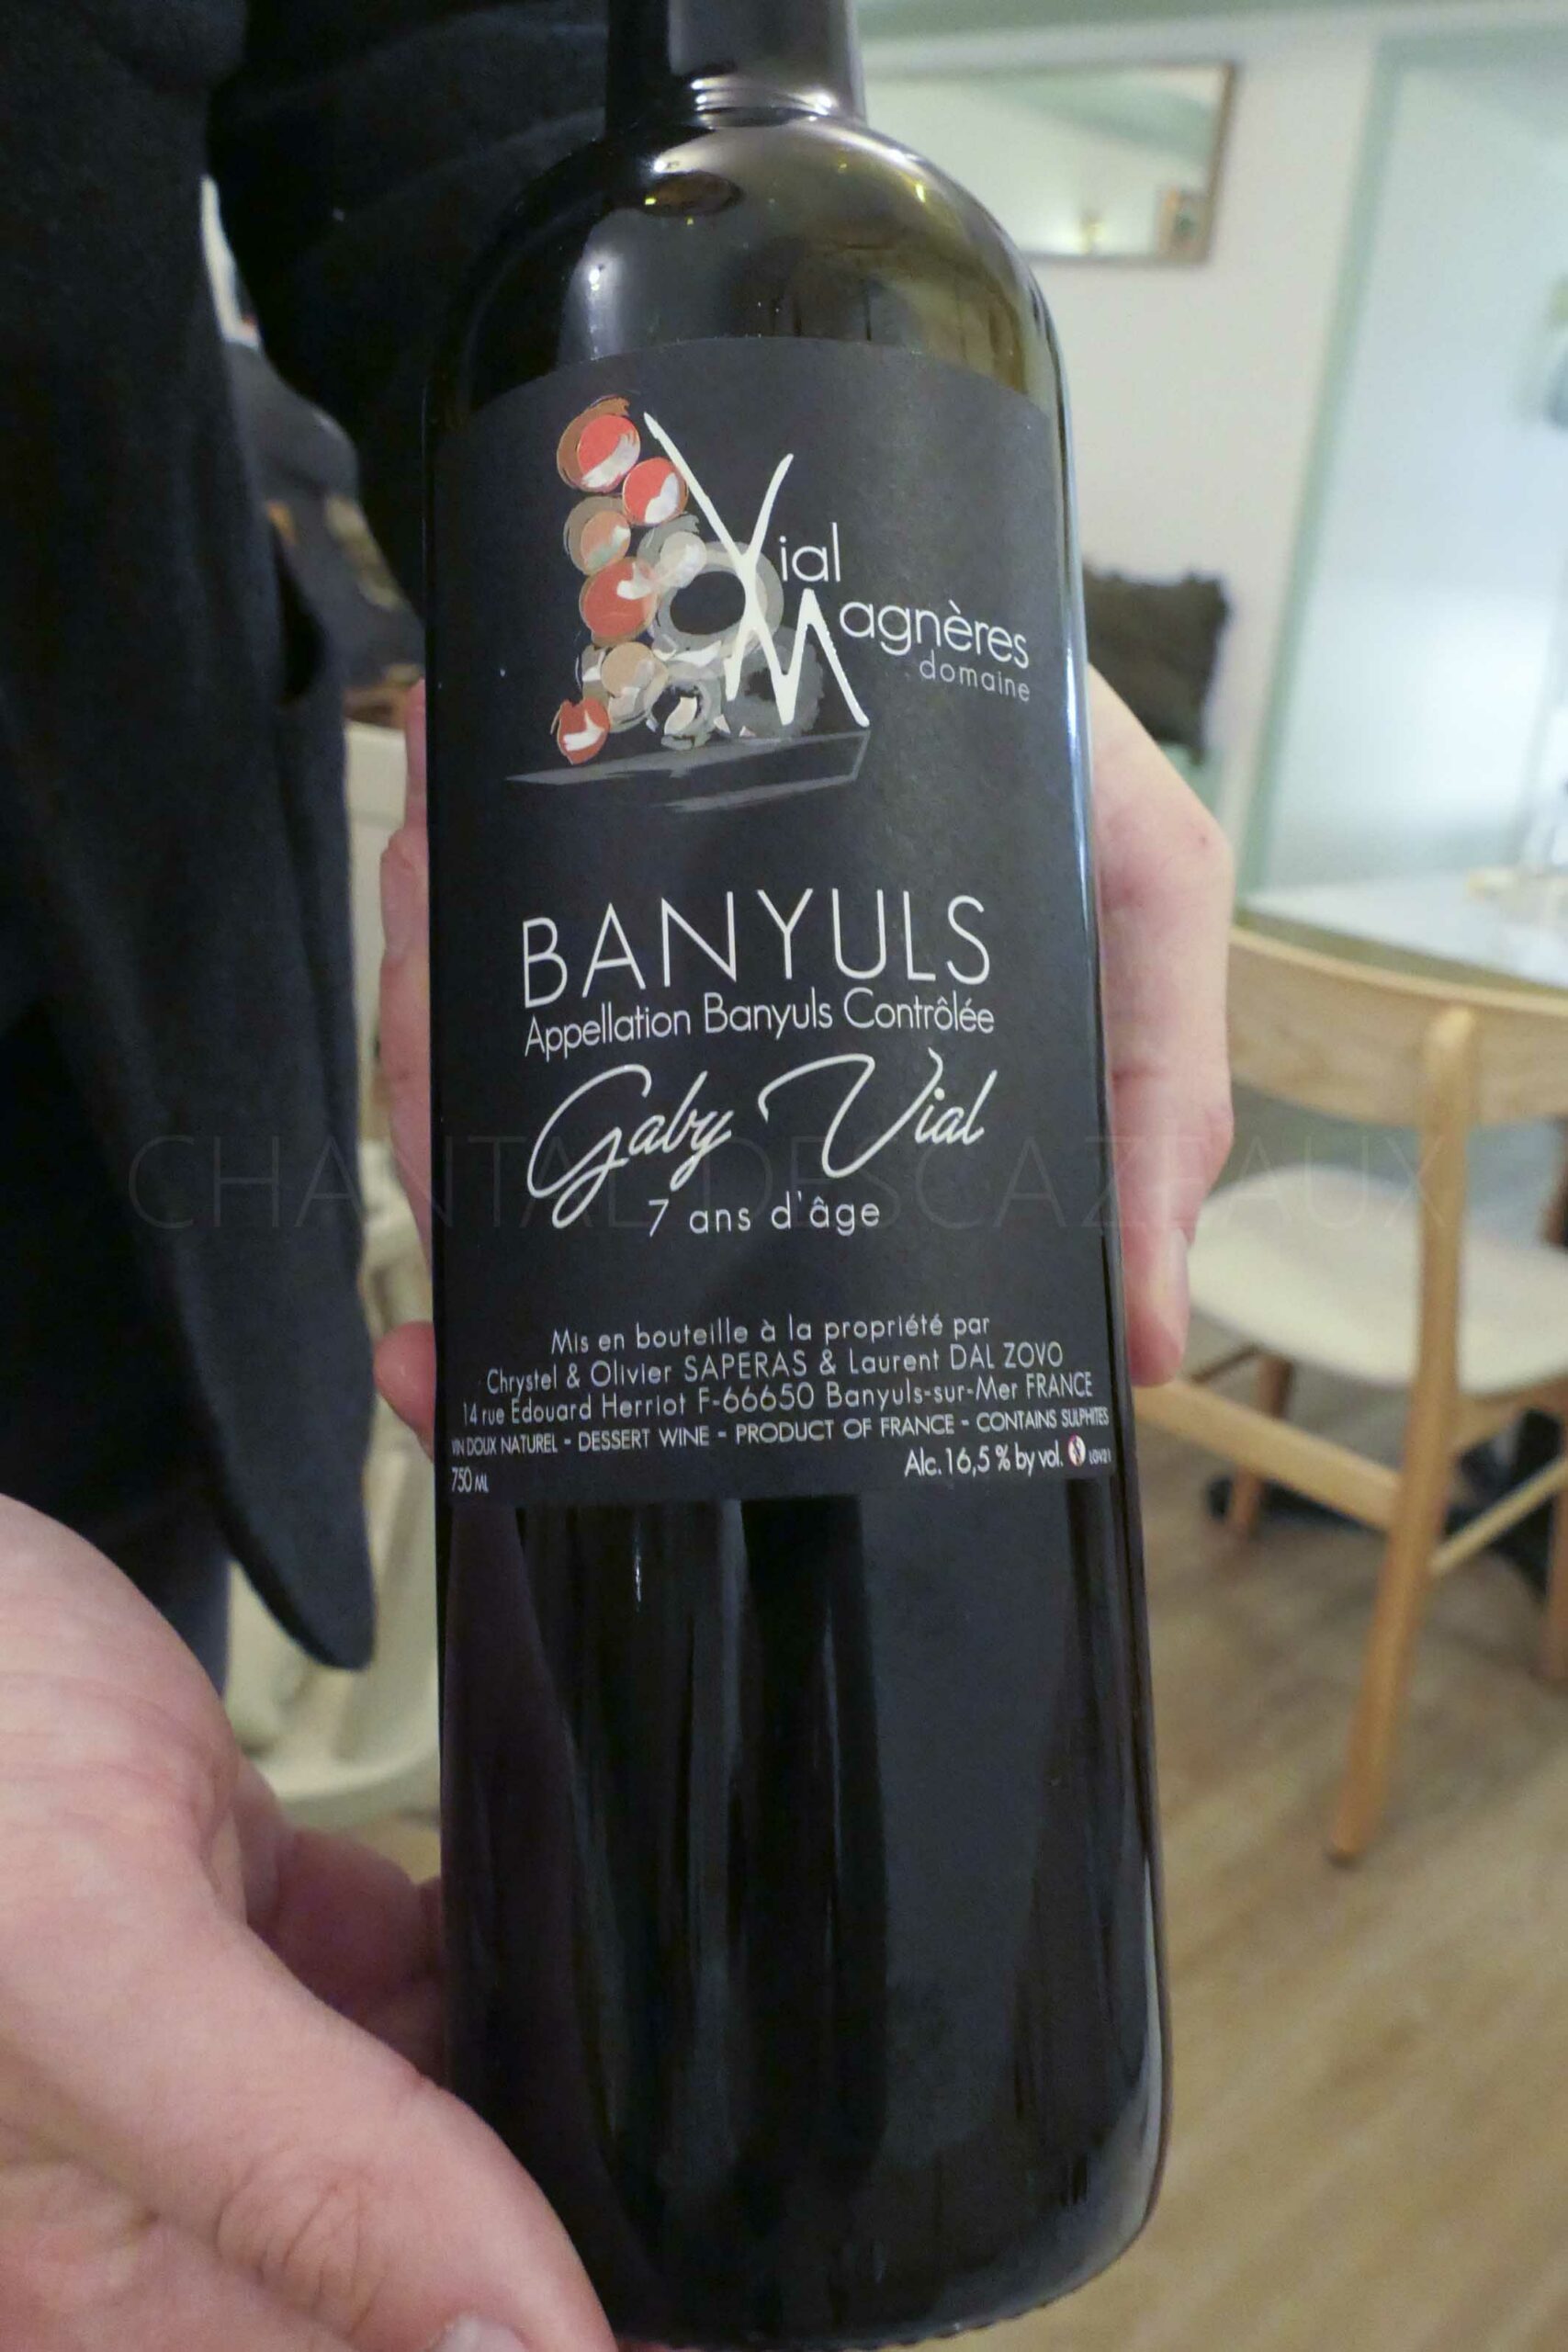 Vial
Magnères
domaine
BANYULS
Appellation Banyuls Contrôlée
Gaby Vial
7 ans d'âge
CHANTAL DESCAZEAUX
Mis en bouteille à la propriété par
Chrystel & Olivier SAPERAS & Laurent DAL ZOVO
14 rue Edouard Herriot F-66650 Banyuls-sur-Mer FRANCE
VIN DOUX NATUREL - DESSERT WINE - PRODUCT OF FRANCE - CONTAINS SULPHITES
750 ML Alc. 16,5 % by vol.